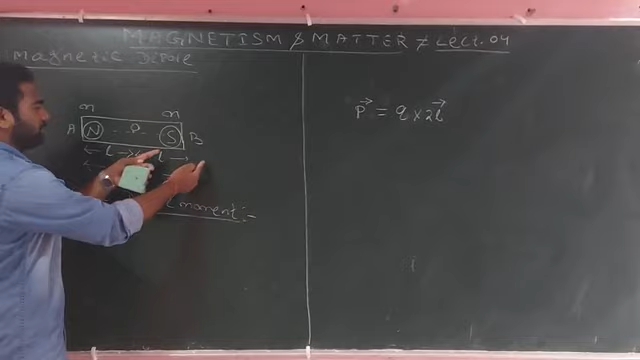 MAGNETISM & MATTER ≠ Lect. 04
Magnetic Dipole
m m
A N O S B
l l
moment:-
P⃗ = q × 2l⃗